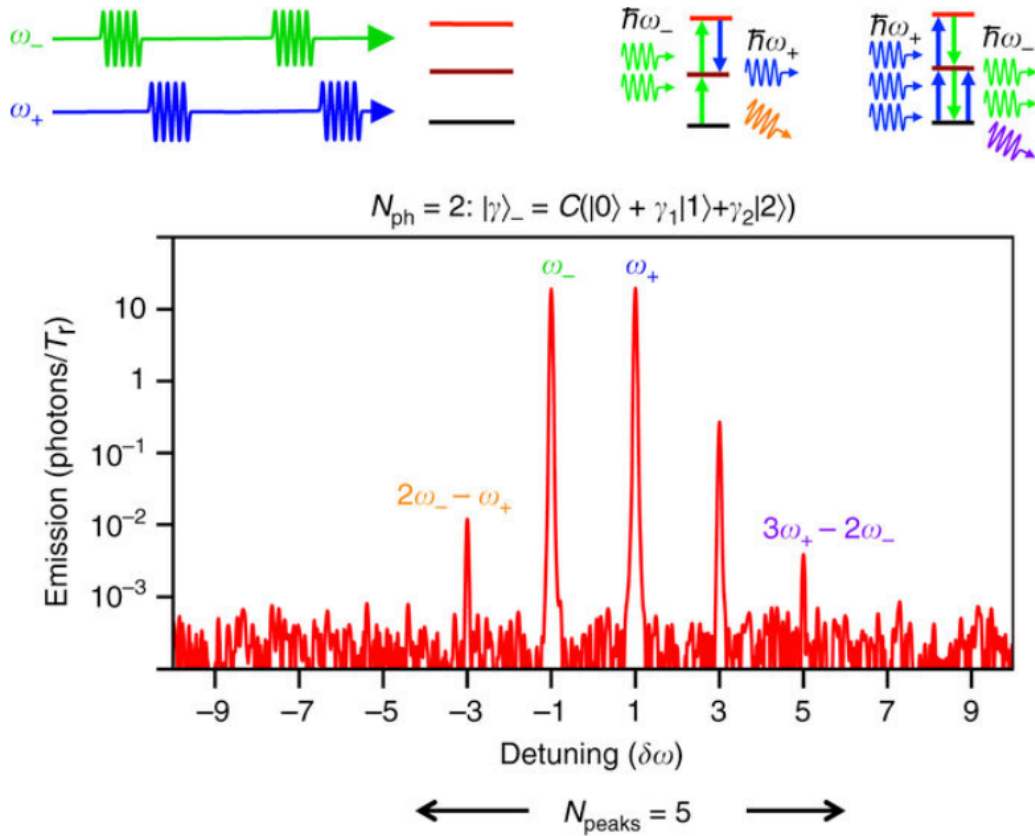 ω₋
ω₊
ħω₋
ħω₊
ħω₊
ħω₋
N_ph = 2: |γ⟩₋ = C(|0⟩ + γ₁|1⟩+γ₂|2⟩)
ω₋ ω₊
10
1
10⁻¹
10⁻²
10⁻³
Emission (photons/Tᵣ)
2ω₋ − ω₊
3ω₊ − 2ω₋
−9 −7 −5 −3 −1 1 3 5 7 9
Detuning (δω)
N_peaks = 5